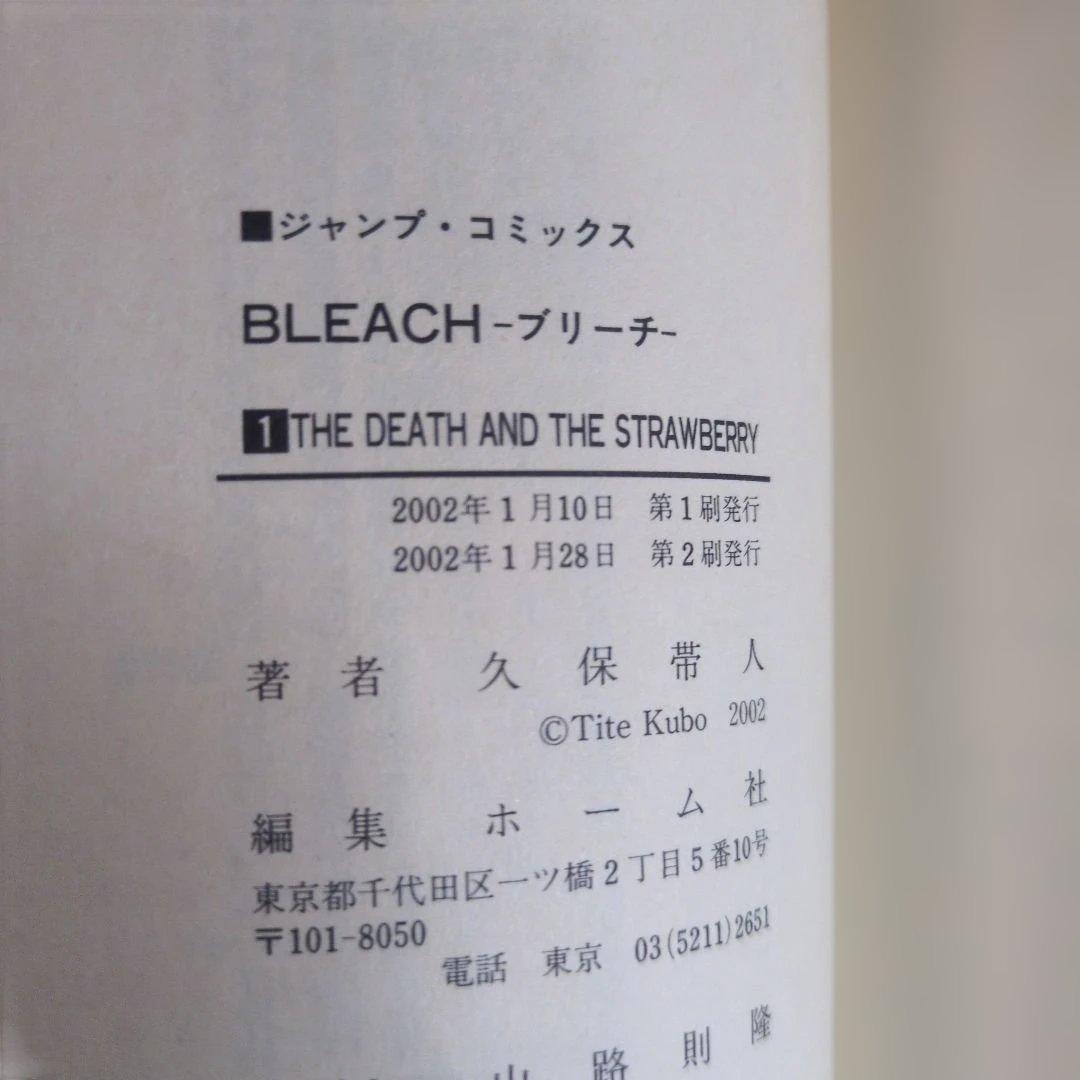 ■ジャンプ・コミックス
BLEACH-ブリーチ-
1 THE DEATH AND THE STRAWBERRY
2002年1月10日 第1刷発行
2002年1月28日 第2刷発行
著者 久保帯人
©Tite Kubo 2002
編集 ホーム社
東京都千代田区一ツ橋2丁目5番10号
〒101-8050
電話 東京 03(5211)2651
山路則隆